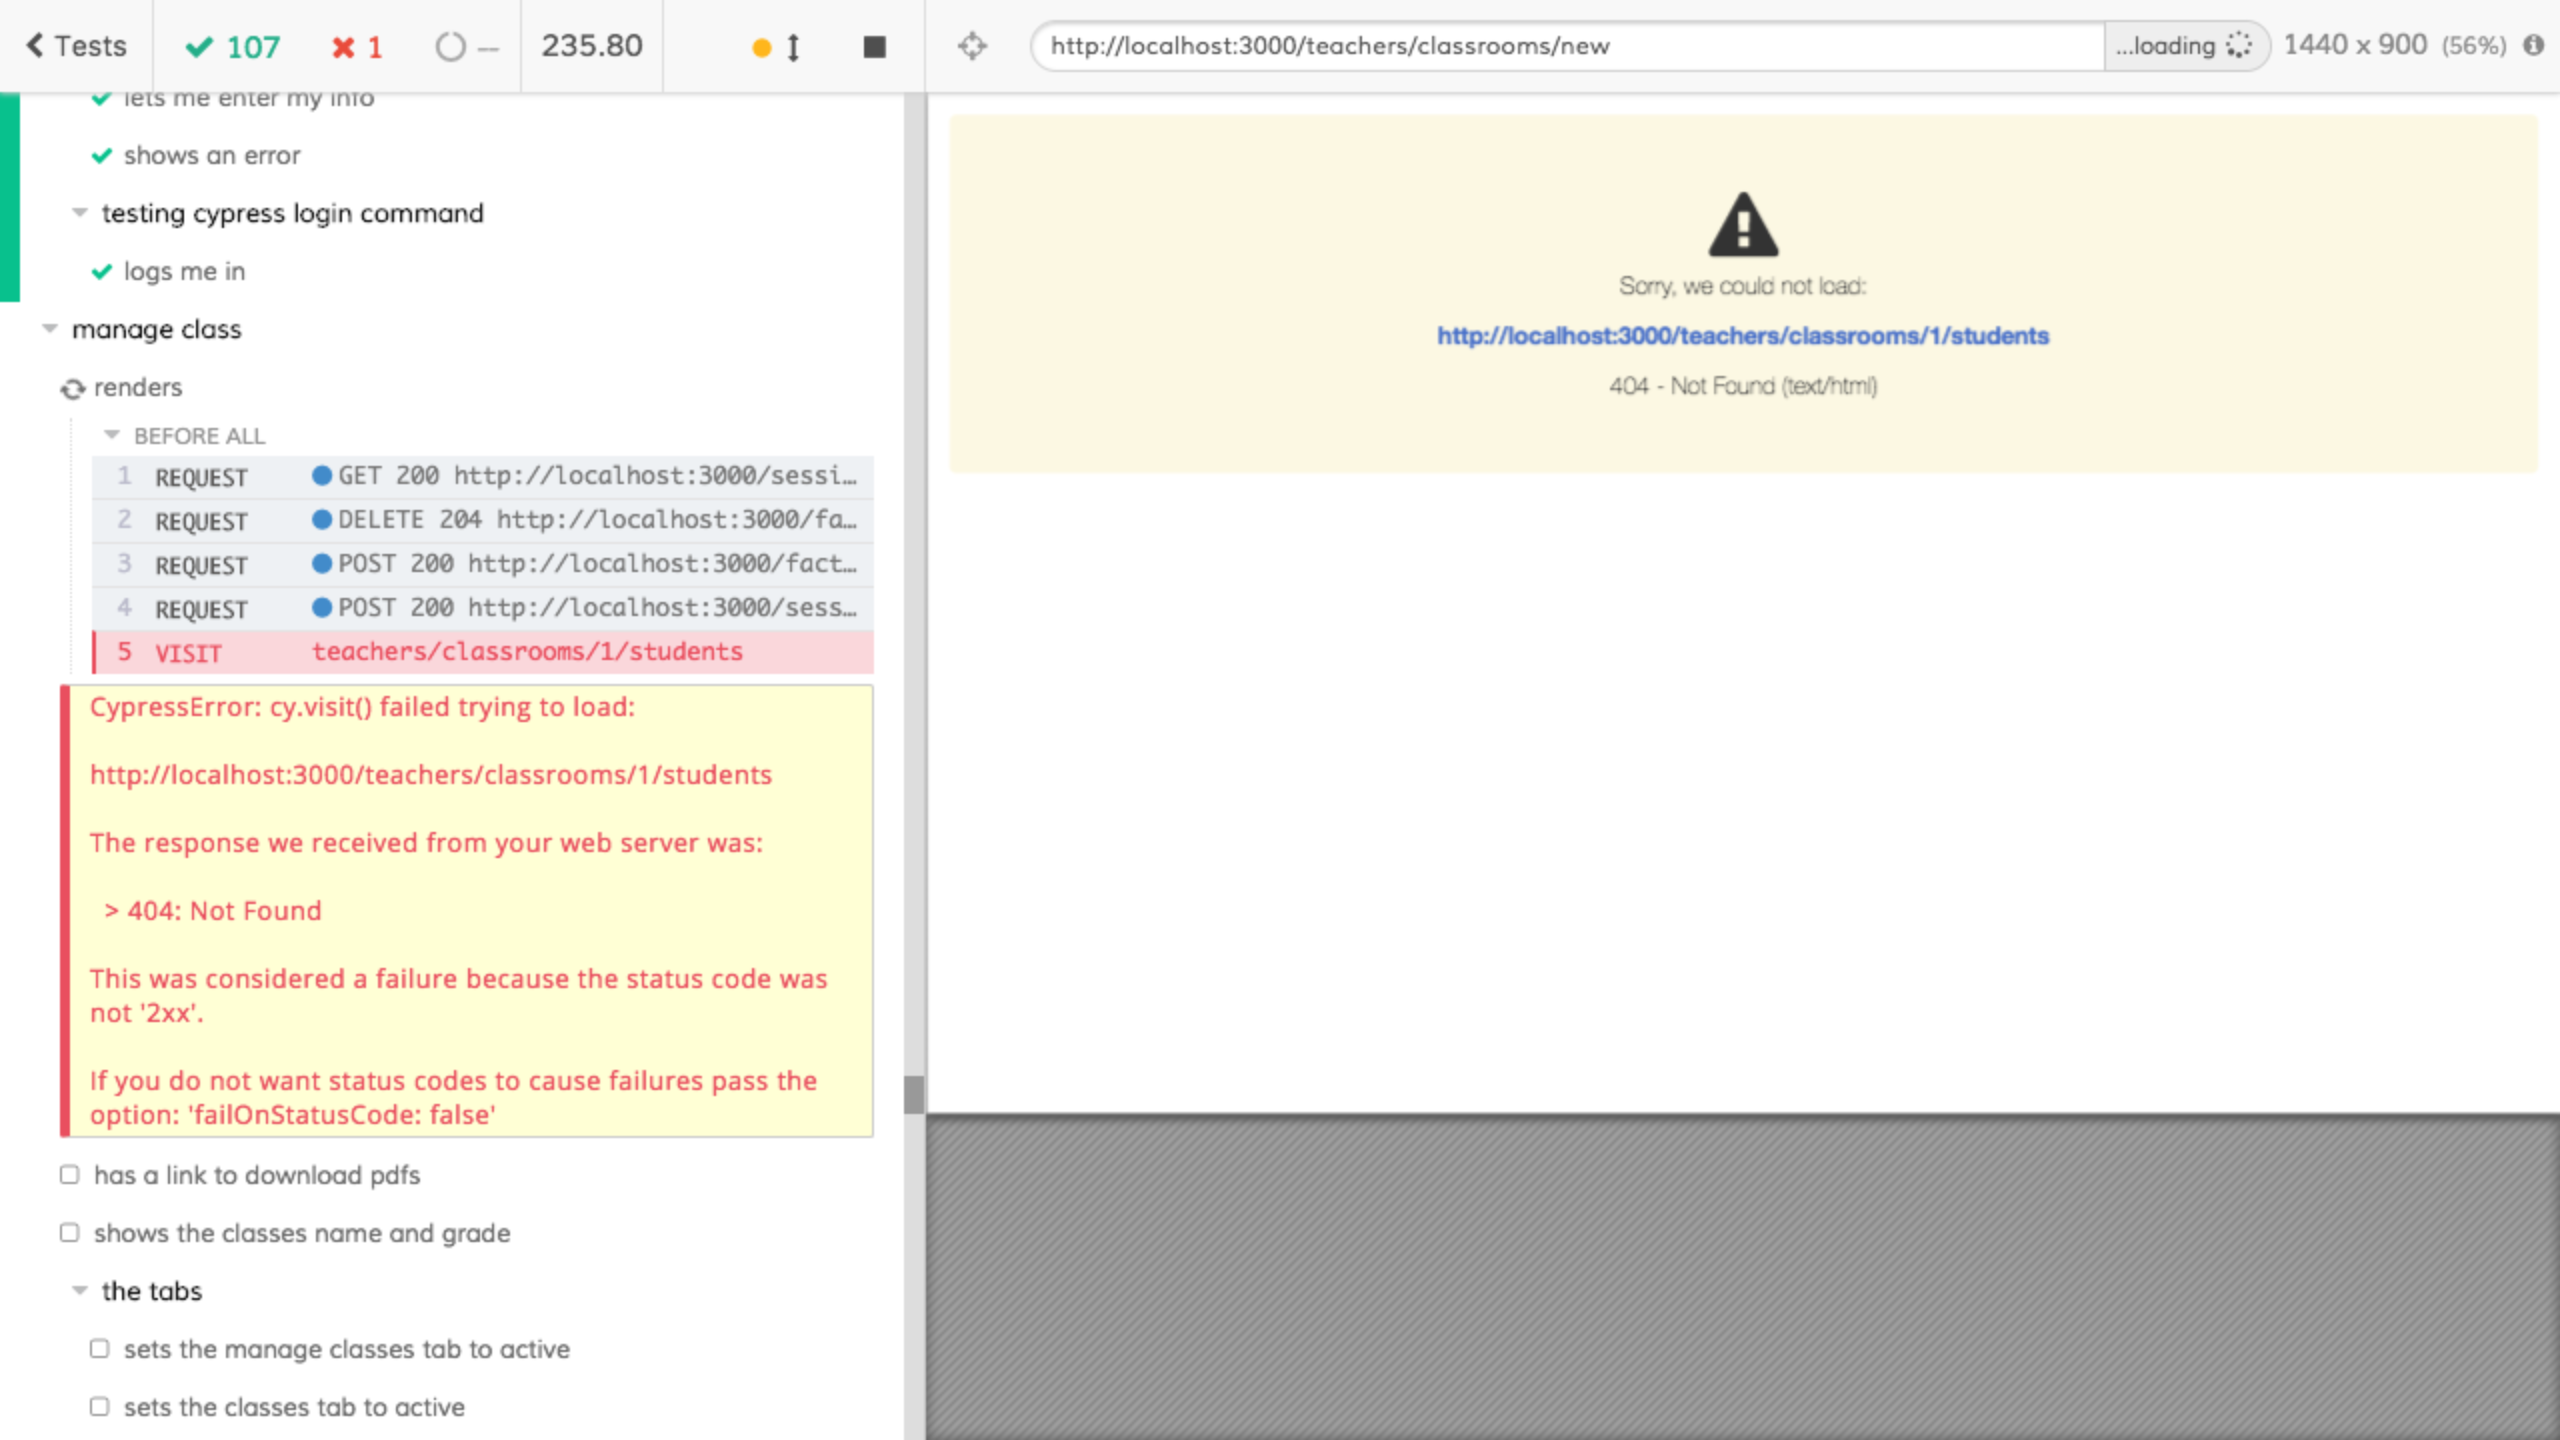 Tests
107
1
--
235.80
http://localhost:3000/teachers/classrooms/new
...loading
1440 x 900 (56%)
lets me enter my info
shows an error
testing cypress login command
logs me in
manage class
renders
BEFORE ALL
1 REQUEST GET 200 http://localhost:3000/sessi...
2 REQUEST DELETE 204 http://localhost:3000/fa...
3 REQUEST POST 200 http://localhost:3000/fact...
4 REQUEST POST 200 http://localhost:3000/sess...
5 VISIT teachers/classrooms/1/students
CypressError: cy.visit() failed trying to load:
http://localhost:3000/teachers/classrooms/1/students
The response we received from your web server was:
> 404: Not Found
This was considered a failure because the status code was
not '2xx'.
If you do not want status codes to cause failures pass the
option: 'failOnStatusCode: false'
has a link to download pdfs
shows the classes name and grade
the tabs
sets the manage classes tab to active
sets the classes tab to active
Sorry, we could not load:
http://localhost:3000/teachers/classrooms/1/students
404 - Not Found (text/html)